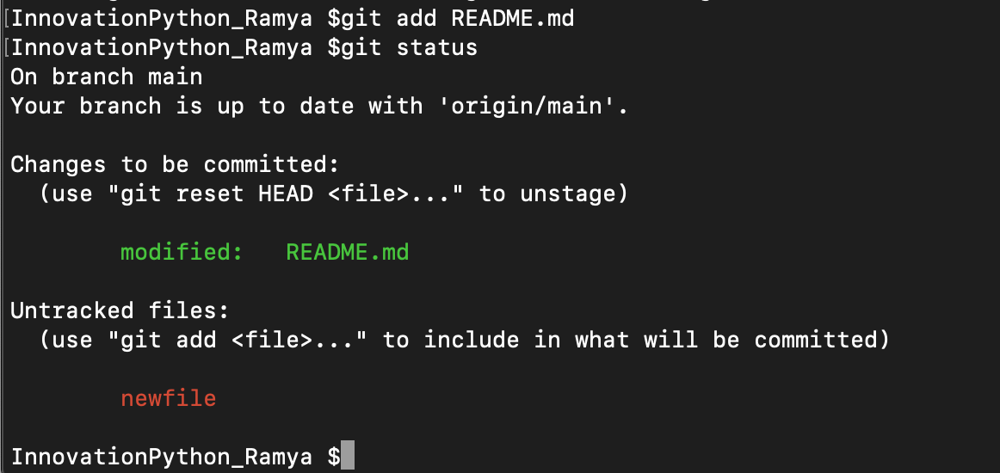 [InnovationPython_Ramya $git add README.md
[InnovationPython_Ramya $git status
On branch main
Your branch is up to date with 'origin/main'.
Changes to be committed:
  (use "git reset HEAD <file>..." to unstage)
        modified:   README.md
Untracked files:
  (use "git add <file>..." to include in what will be committed)
        newfile
InnovationPython_Ramya $